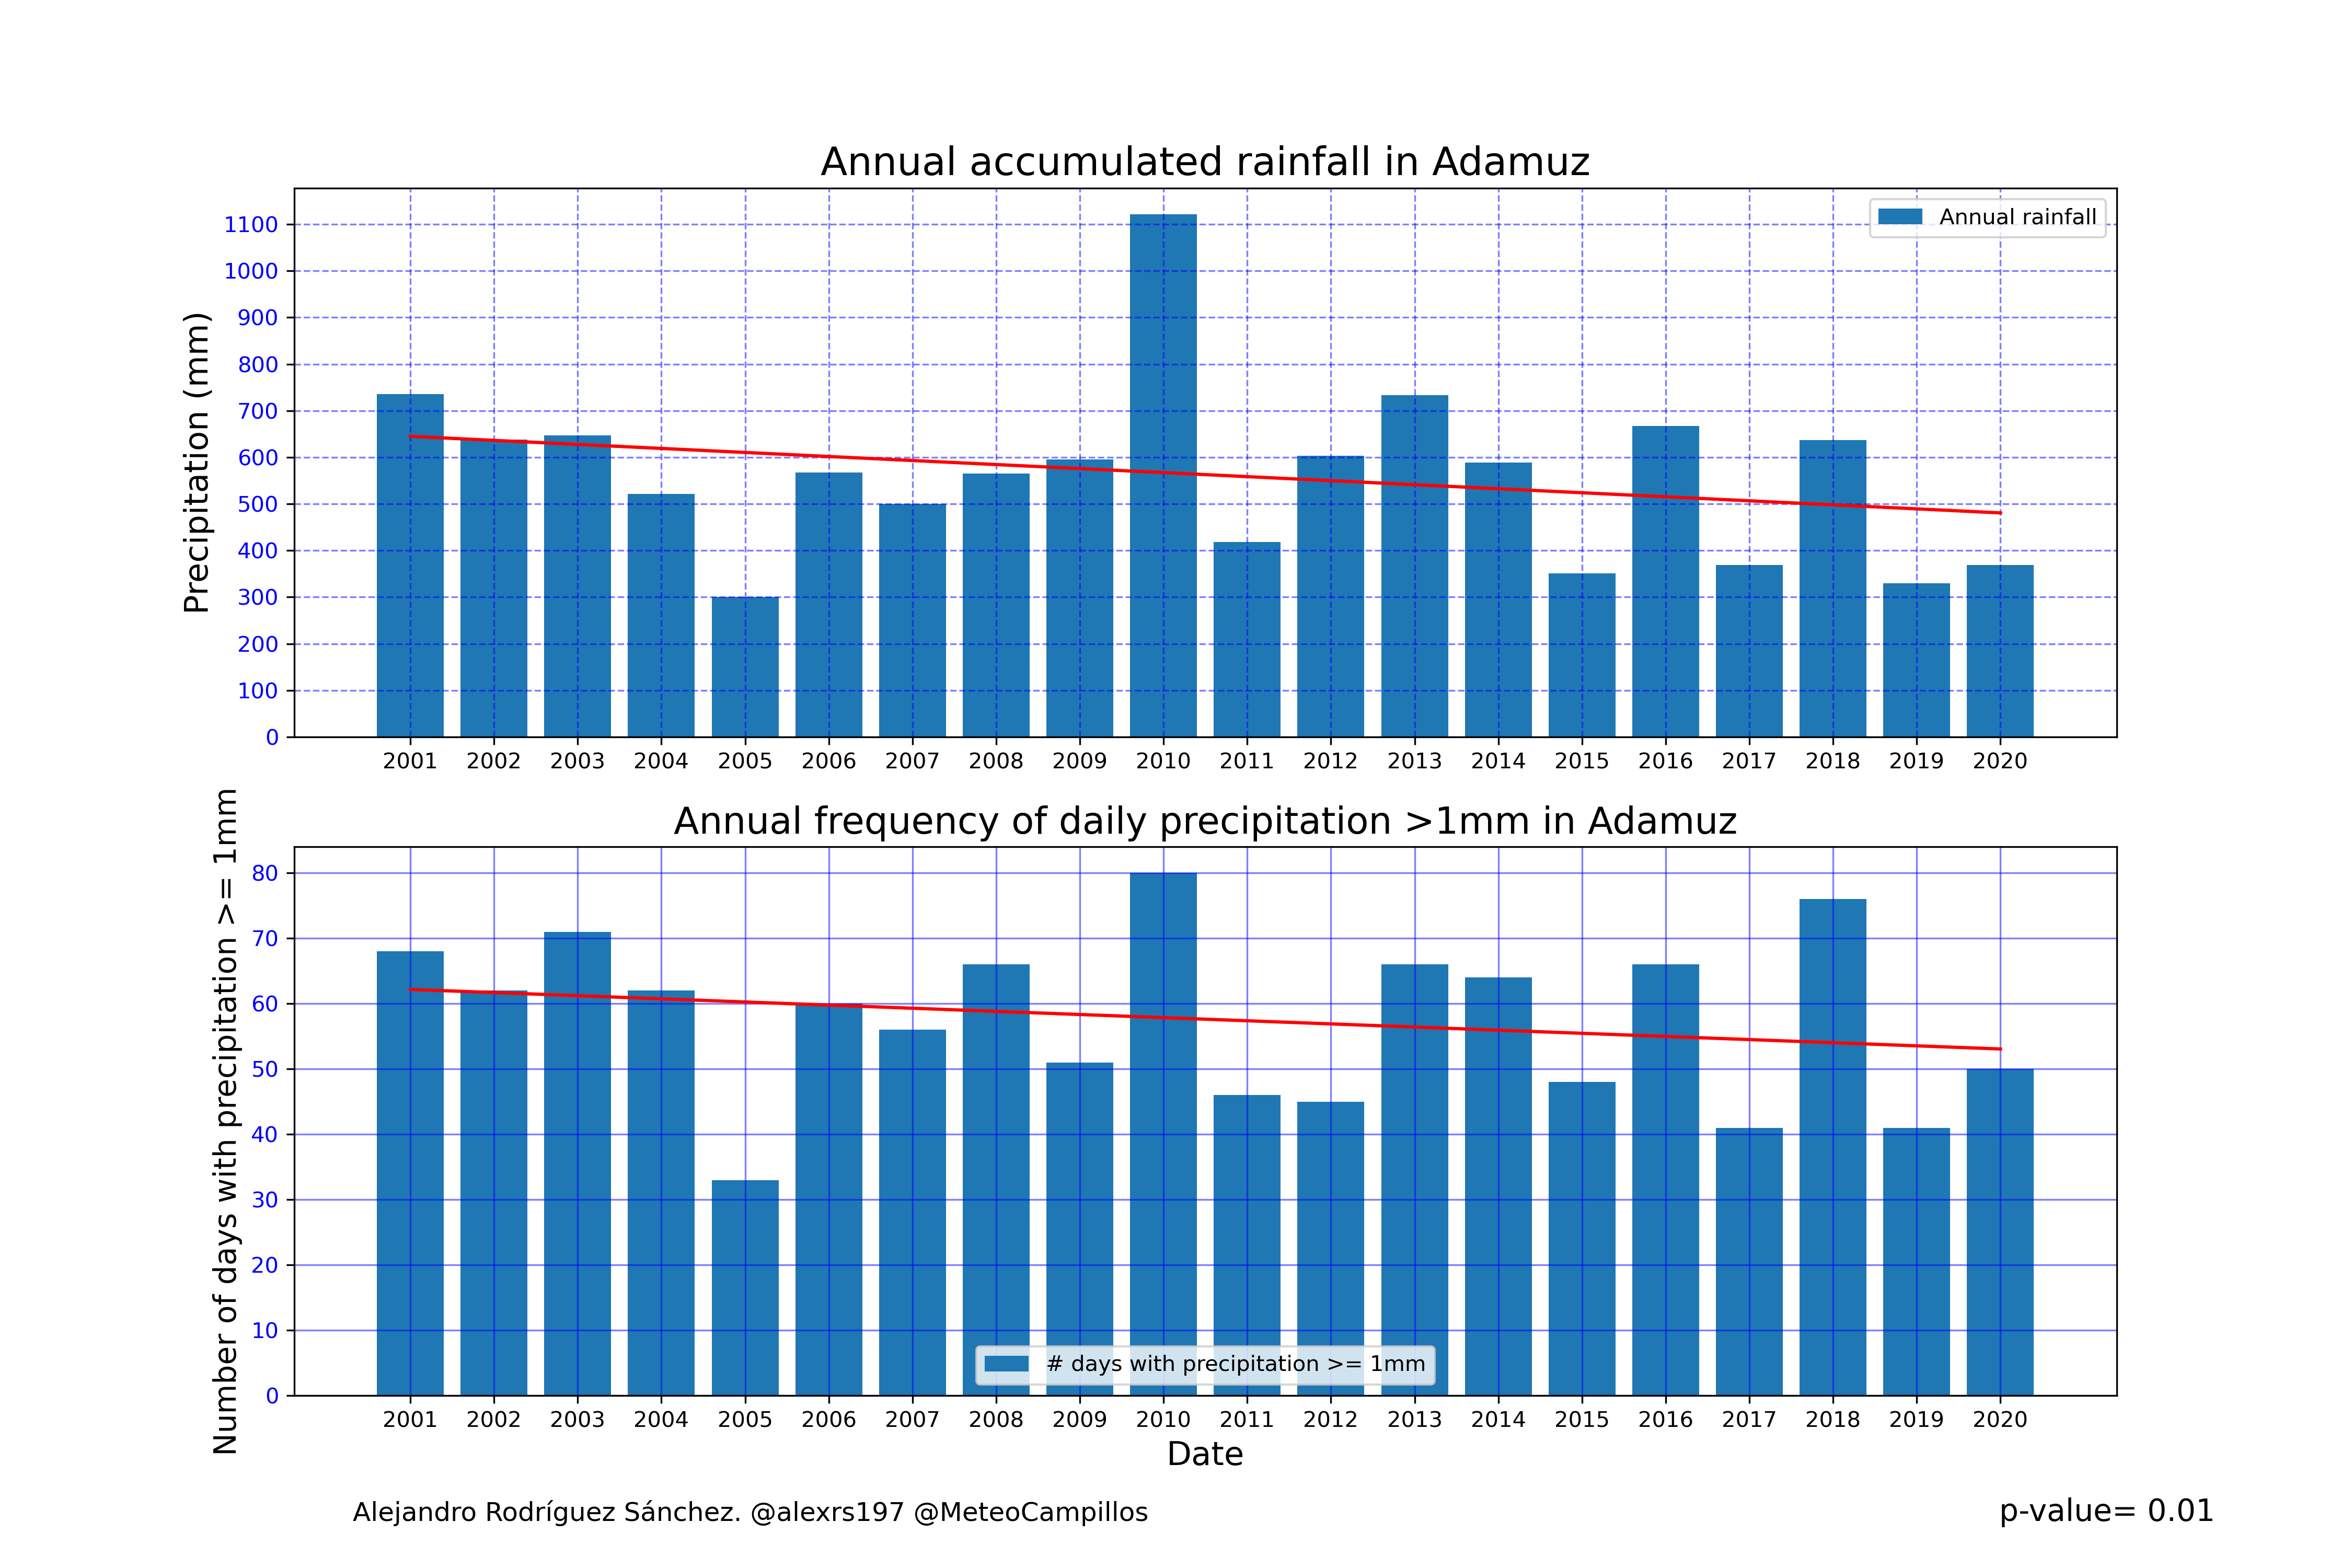 Annual accumulated rainfall in Adamuz
Precipitation (mm)
1100
1000
900
800
700
600
500
400
300
200
100
0
Annual rainfall
2001 2002 2003 2004 2005 2006 2007 2008 2009 2010 2011 2012 2013 2014 2015 2016 2017 2018 2019 2020
Annual frequency of daily precipitation >1mm in Adamuz
Number of days with precipitation >= 1mm
80
70
60
50
40
30
20
10
0
# days with precipitation >= 1mm
2001 2002 2003 2004 2005 2006 2007 2008 2009 2010 2011 2012 2013 2014 2015 2016 2017 2018 2019 2020
Date
Alejandro Rodríguez Sánchez. @alexrs197 @MeteoCampillos
p-value= 0.01